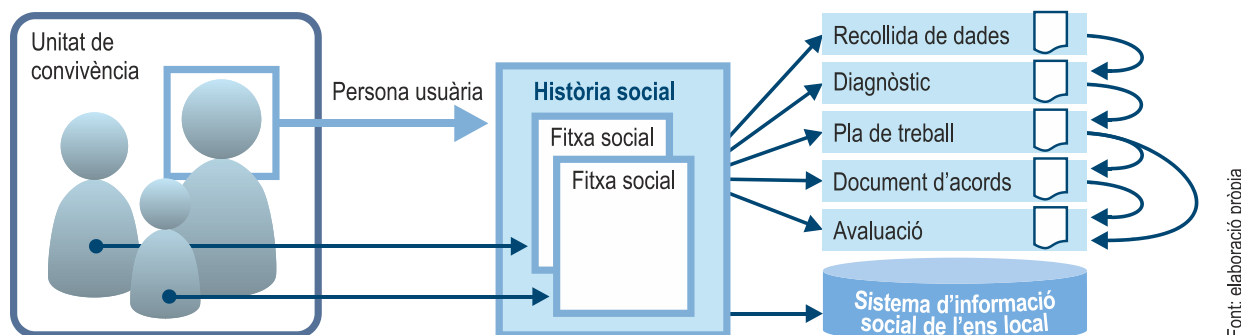 Unitat de
convivència
Persona usuària
Història social
Fitxa social
Fitxa social
Recollida de dades
Diagnòstic
Pla de treball
Document d’acords
Avaluació
Sistema d’informació
social de l’ens local
Font: elaboració pròpia